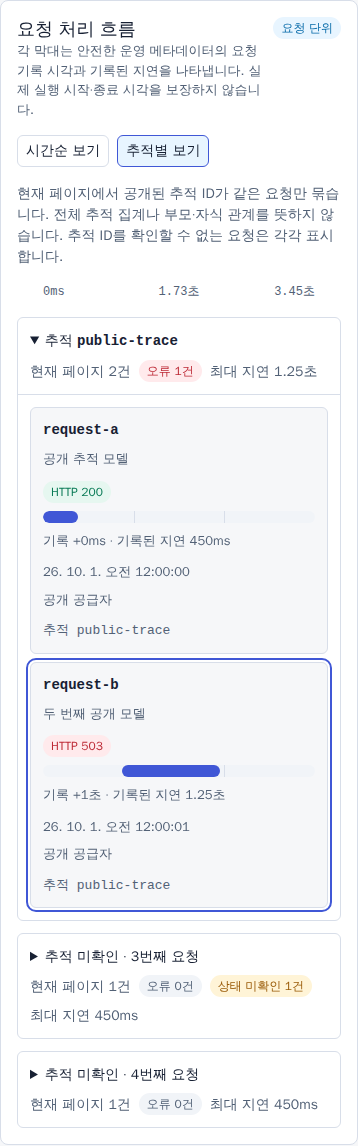 요청 처리 흐름
요청 단위
각 막대는 안전한 운영 메타데이터의 요청
기록 시각과 기록된 지연을 나타냅니다. 실
제 실행 시작·종료 시각을 보장하지 않습니
다.
시간순 보기
추적별 보기
현재 페이지에서 공개된 추적 ID가 같은 요청만 묶습
니다. 전체 추적 집계나 부모·자식 관계를 뜻하지 않
습니다. 추적 ID를 확인할 수 없는 요청은 각각 표시
합니다.
0ms 1.73초 3.45초
▼ 추적 public-trace
현재 페이지 2건 오류 1건 최대 지연 1.25초
request-a
공개 추적 모델
HTTP 200
기록 +0ms · 기록된 지연 450ms
26. 10. 1. 오전 12:00:00
공개 공급자
추적 public-trace
request-b
두 번째 공개 모델
HTTP 503
기록 +1초 · 기록된 지연 1.25초
26. 10. 1. 오전 12:00:01
공개 공급자
추적 public-trace
▶ 추적 미확인 · 3번째 요청
현재 페이지 1건 오류 0건 상태 미확인 1건
최대 지연 450ms
▶ 추적 미확인 · 4번째 요청
현재 페이지 1건 오류 0건 최대 지연 450ms